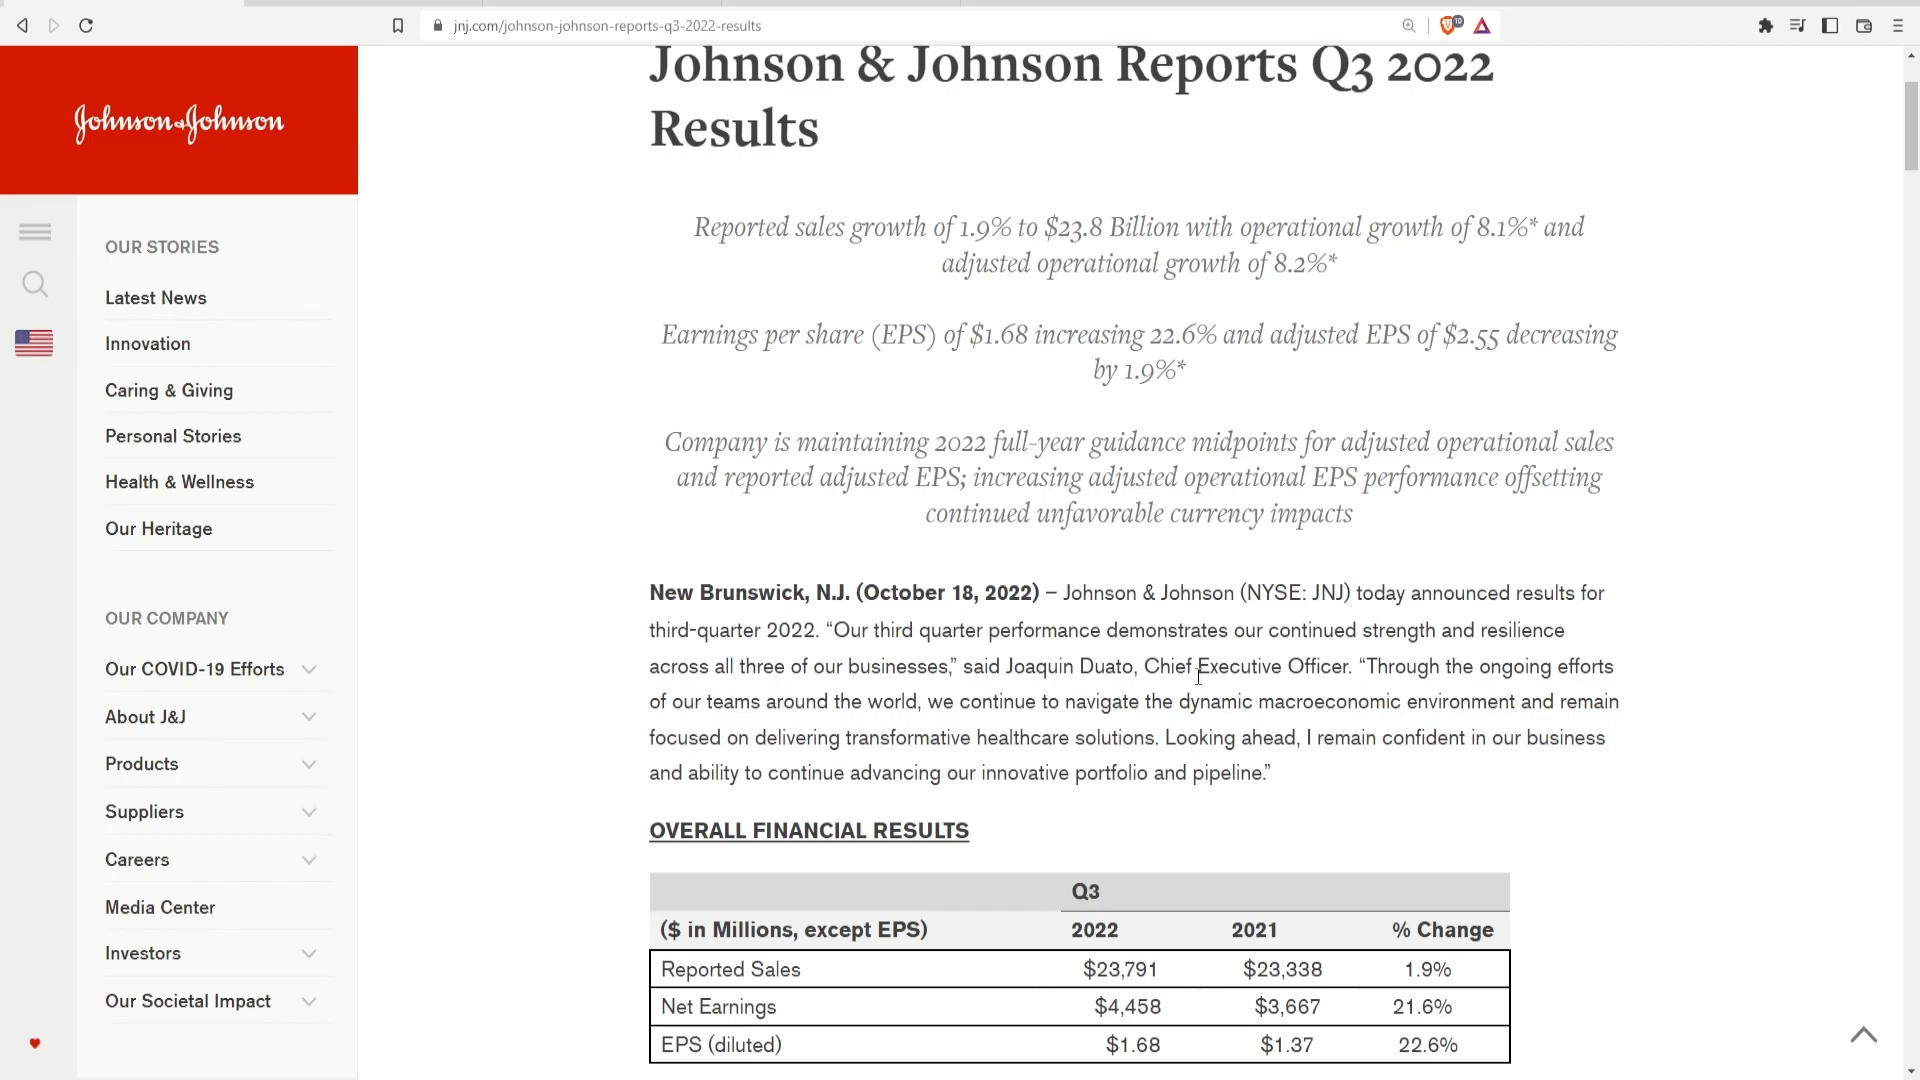 jnj.com/johnson-johnson-reports-q3-2022-results
10
Johnson & Johnson Reports Q3 2022
Results
Johnson & Johnson
OUR STORIES
Latest News
Innovation
Caring & Giving
Personal Stories
Health & Wellness
Our Heritage
OUR COMPANY
Our COVID-19 Efforts
About J&J
Products
Suppliers
Careers
Media Center
Investors
Our Societal Impact
Reported sales growth of 1.9% to $23.8 Billion with operational growth of 8.1%* and
adjusted operational growth of 8.2%*
Earnings per share (EPS) of $1.68 increasing 22.6% and adjusted EPS of $2.55 decreasing
by 1.9%*
Company is maintaining 2022 full-year guidance midpoints for adjusted operational sales
and reported adjusted EPS; increasing adjusted operational EPS performance offsetting
continued unfavorable currency impacts
New Brunswick, N.J. (October 18, 2022) – Johnson & Johnson (NYSE: JNJ) today announced results for
third-quarter 2022. “Our third quarter performance demonstrates our continued strength and resilience
across all three of our businesses,” said Joaquin Duato, Chief Executive Officer. “Through the ongoing efforts
of our teams around the world, we continue to navigate the dynamic macroeconomic environment and remain
focused on delivering transformative healthcare solutions. Looking ahead, I remain confident in our business
and ability to continue advancing our innovative portfolio and pipeline.”
OVERALL FINANCIAL RESULTS
Q3
($ in Millions, except EPS) 2022 2021 % Change
Reported Sales $23,791 $23,338 1.9%
Net Earnings $4,458 $3,667 21.6%
EPS (diluted) $1.68 $1.37 22.6%